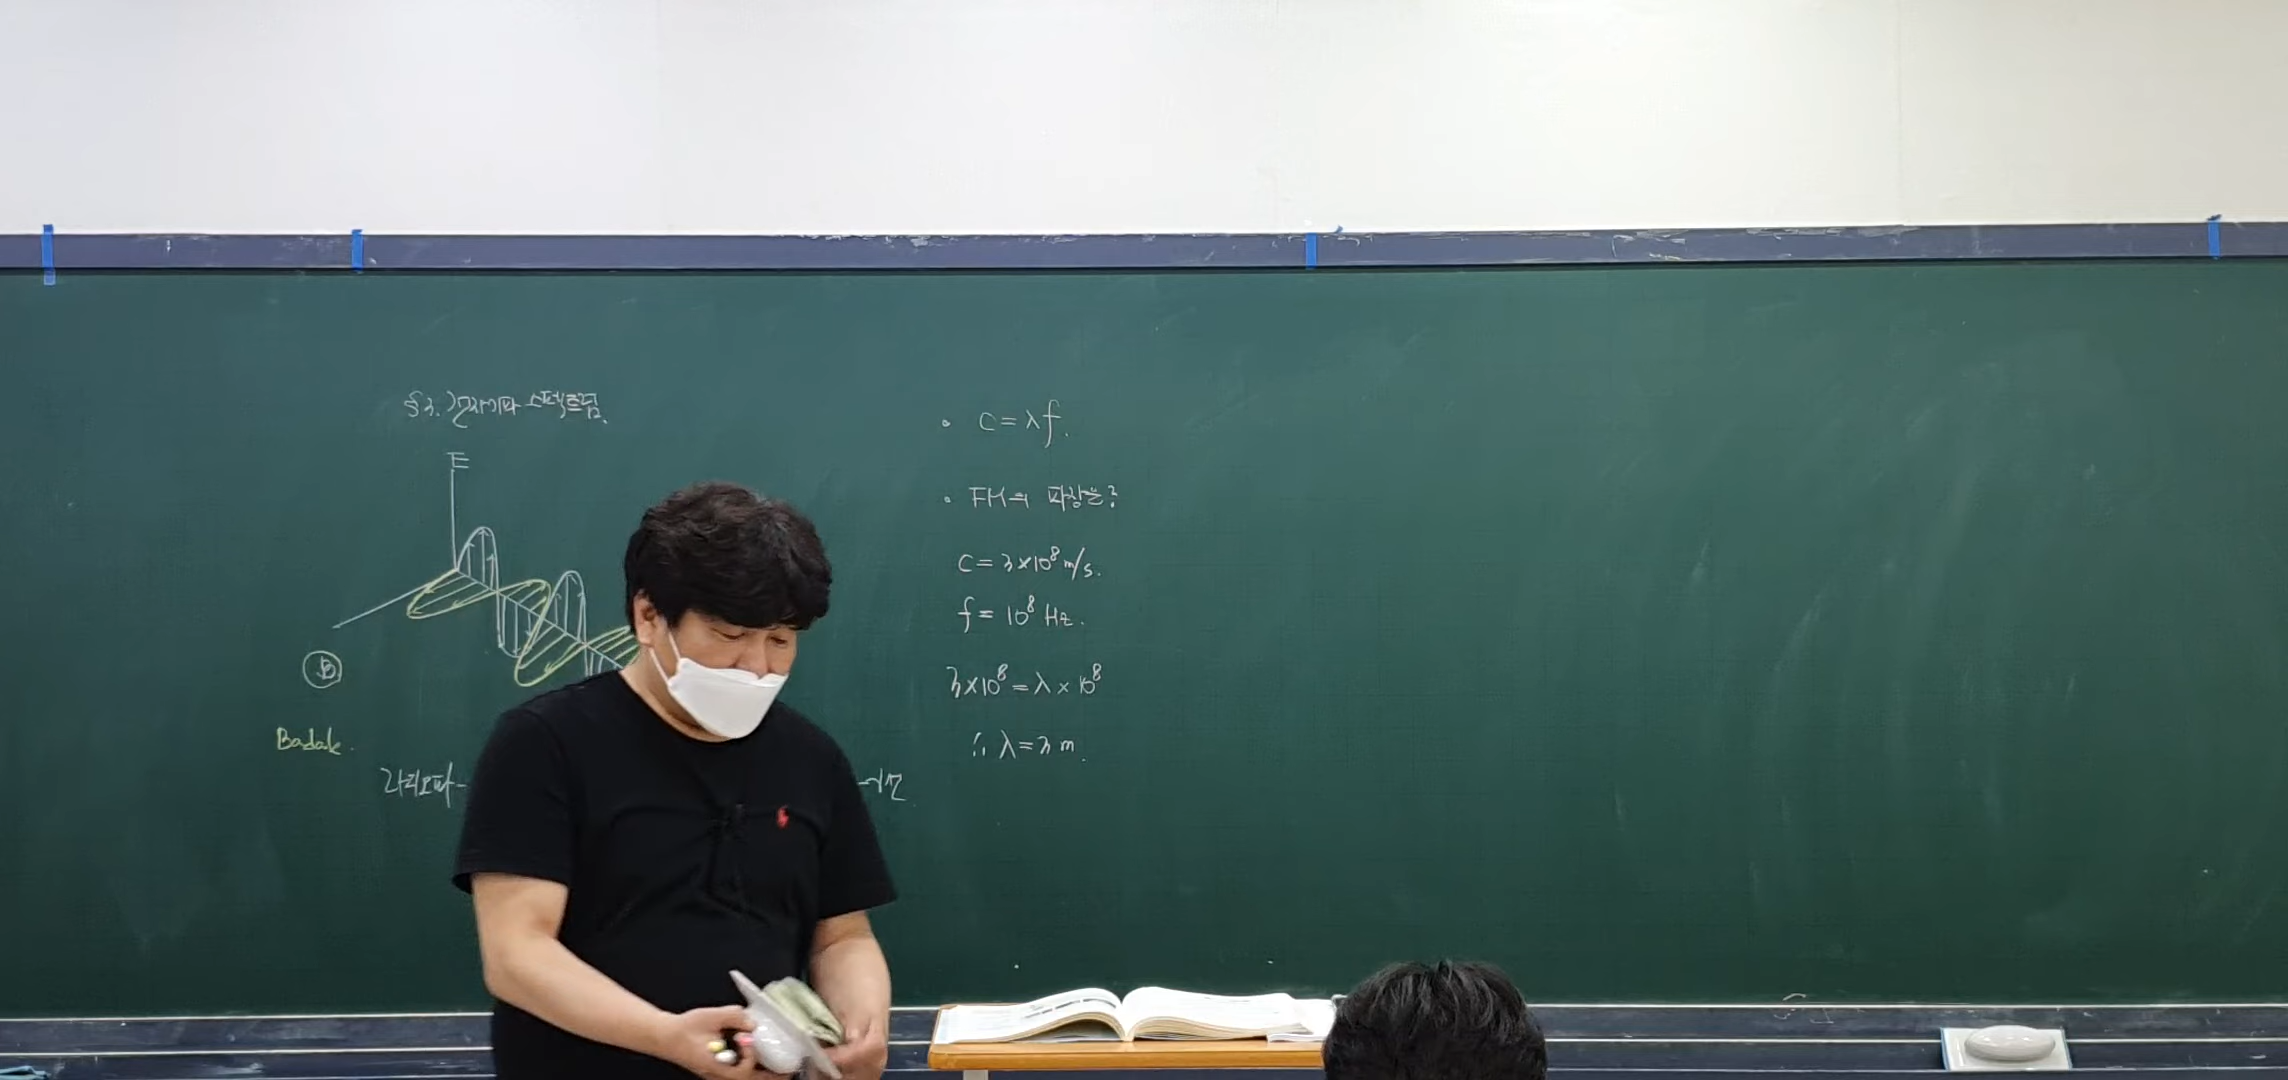 §3. 전자기파 스펙트럼.
E
B
Badak.
라디오파-
• C = λf.
• FM의 파장은?
C = 3×10⁸ m/s.
f = 10⁸ Hz.
3×10⁸ = λ × 10⁸
∴ λ = 3 m.